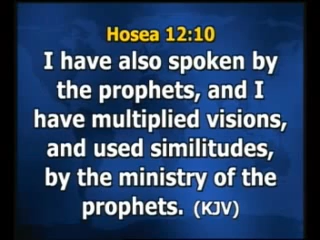 Hosea 12:10
I have also spoken by
the prophets, and I
have multiplied visions,
and used similitudes,
by the ministry of the
prophets. (KJV)